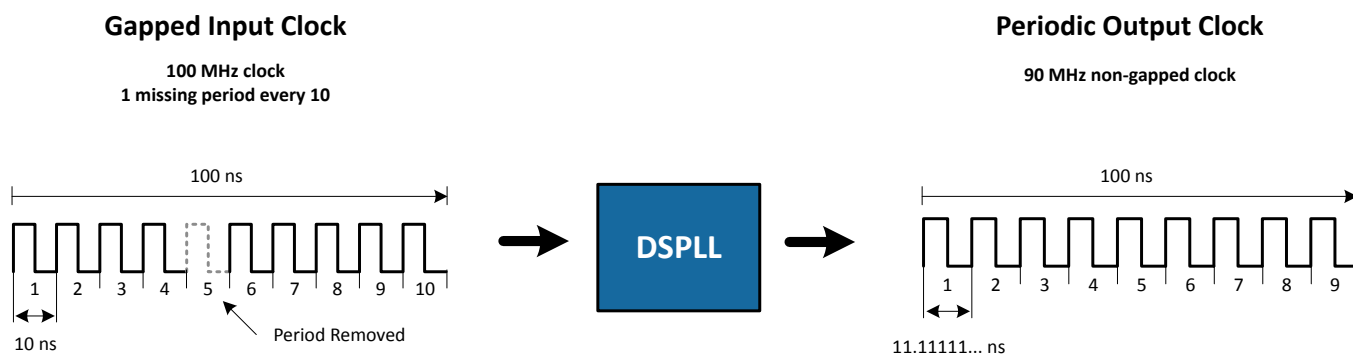 Gapped Input Clock
100 MHz clock
1 missing period every 10
100 ns
1 2 3 4 5 6 7 8 9 10
10 ns
Period Removed
DSPLL
Periodic Output Clock
90 MHz non-gapped clock
100 ns
1 2 3 4 5 6 7 8 9
11.11111... ns